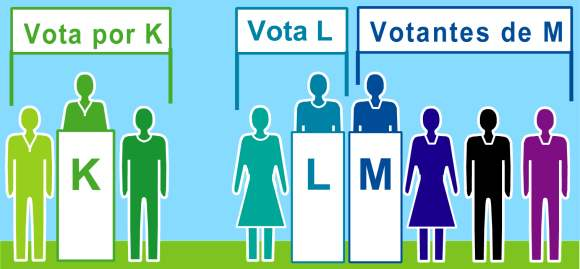 Vota por K
Vota L
Votantes de M
K
L
M